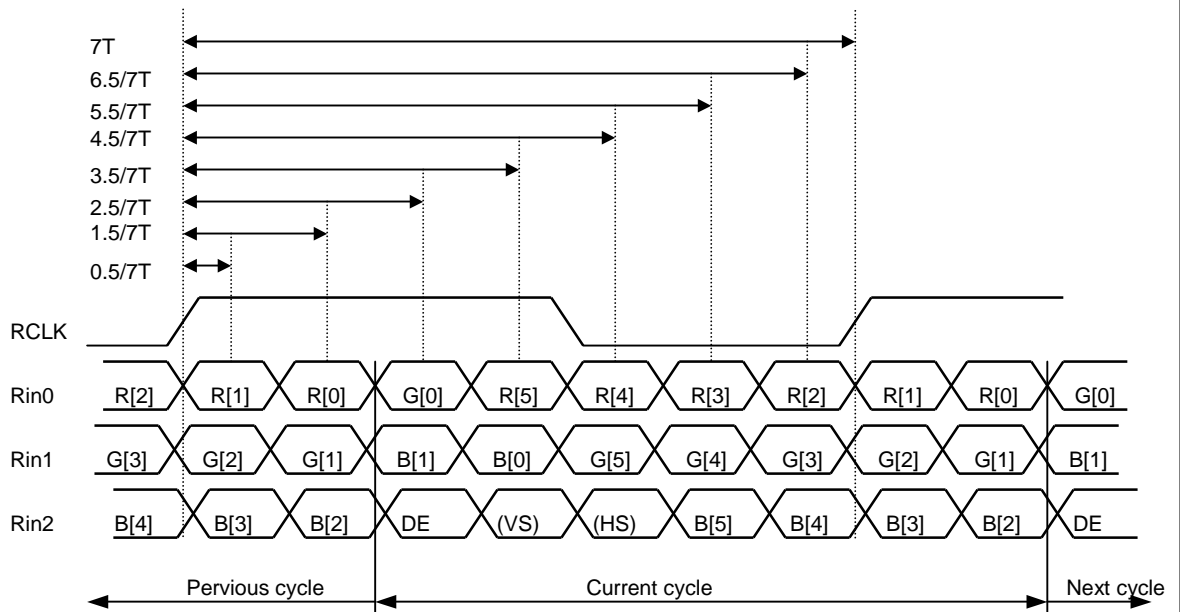 7T
6.5/7T
5.5/7T
4.5/7T
3.5/7T
2.5/7T
1.5/7T
0.5/7T
RCLK
Rin0 R[2] R[1] R[0] G[0] R[5] R[4] R[3] R[2] R[1] R[0] G[0]
Rin1 G[3] G[2] G[1] B[1] B[0] G[5] G[4] G[3] G[2] G[1] B[1]
Rin2 B[4] B[3] B[2] DE (VS) (HS) B[5] B[4] B[3] B[2] DE
Pervious cycle Current cycle Next cycle